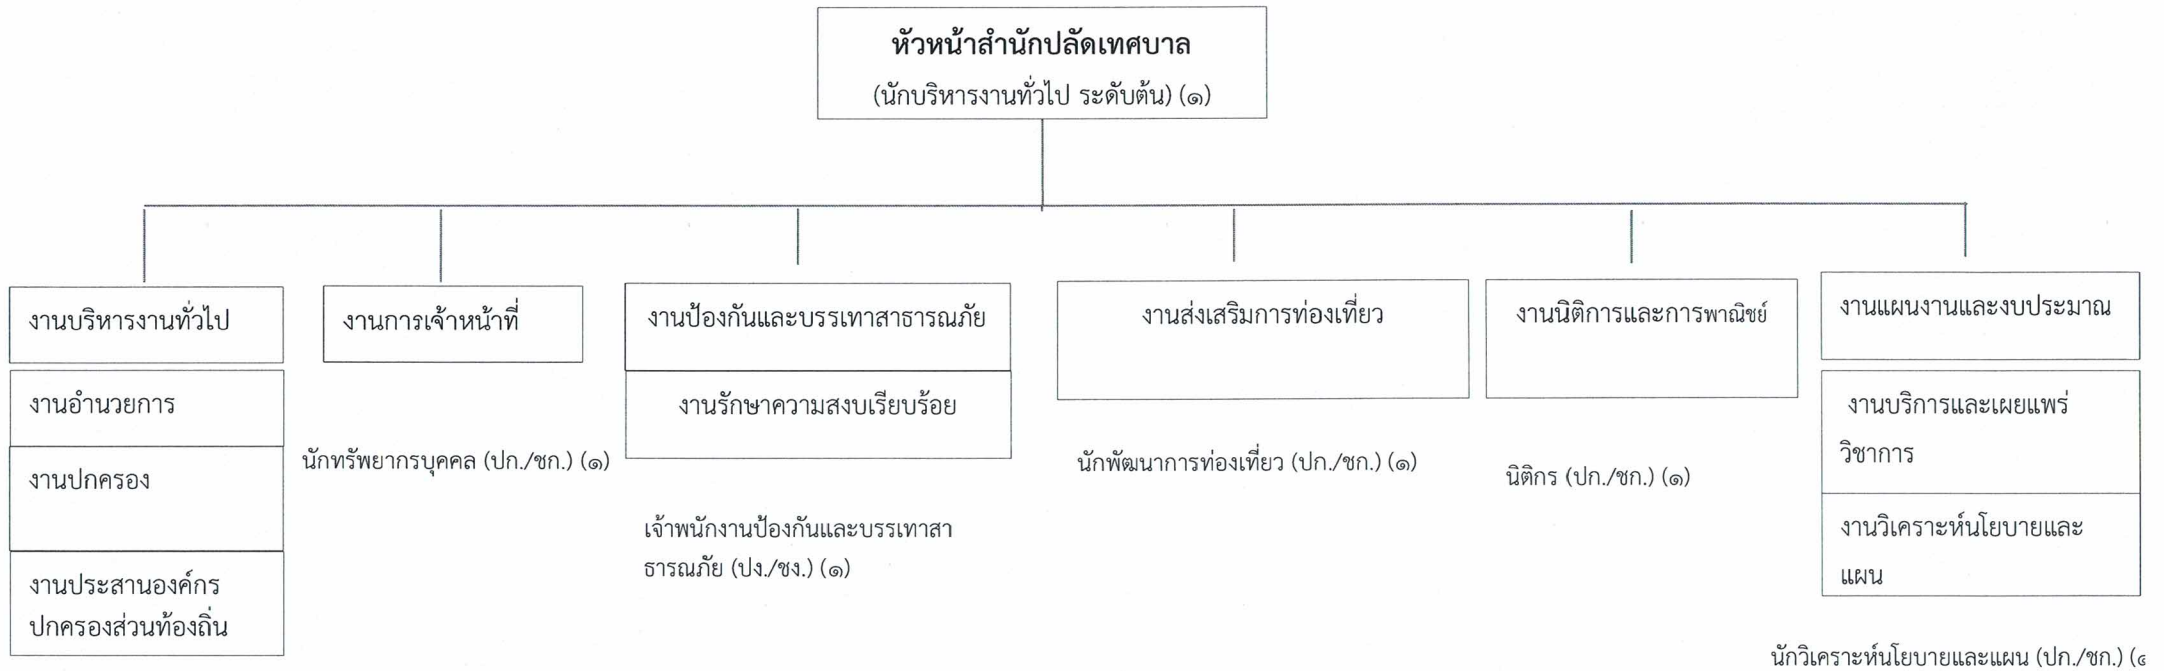 หัวหน้าสำนักปลัดเทศบาล
(นักบริหารงานทั่วไป ระดับต้น) (๑)
งานบริหารงานทั่วไป
งานอำนวยการ
งานปกครอง
งานประสานองค์กร
ปกครองส่วนท้องถิ่น
งานการเจ้าหน้าที่
นักทรัพยากรบุคคล (ปก./ชก.) (๑)
งานป้องกันและบรรเทาสาธารณภัย
งานรักษาความสงบเรียบร้อย
เจ้าพนักงานป้องกันและบรรเทาสา
ธารณภัย (ปง./ชง.) (๑)
งานส่งเสริมการท่องเที่ยว
นักพัฒนาการท่องเที่ยว (ปก./ชก.) (๑)
งานนิติการและการพาณิชย์
นิติกร (ปก./ชก.) (๑)
งานแผนงานและงบประมาณ
งานบริการและเผยแพร่
วิชาการ
งานวิเคราะห์นโยบายและ
แผน
นักวิเคราะห์นโยบายและแผน (ปก./ชก.)